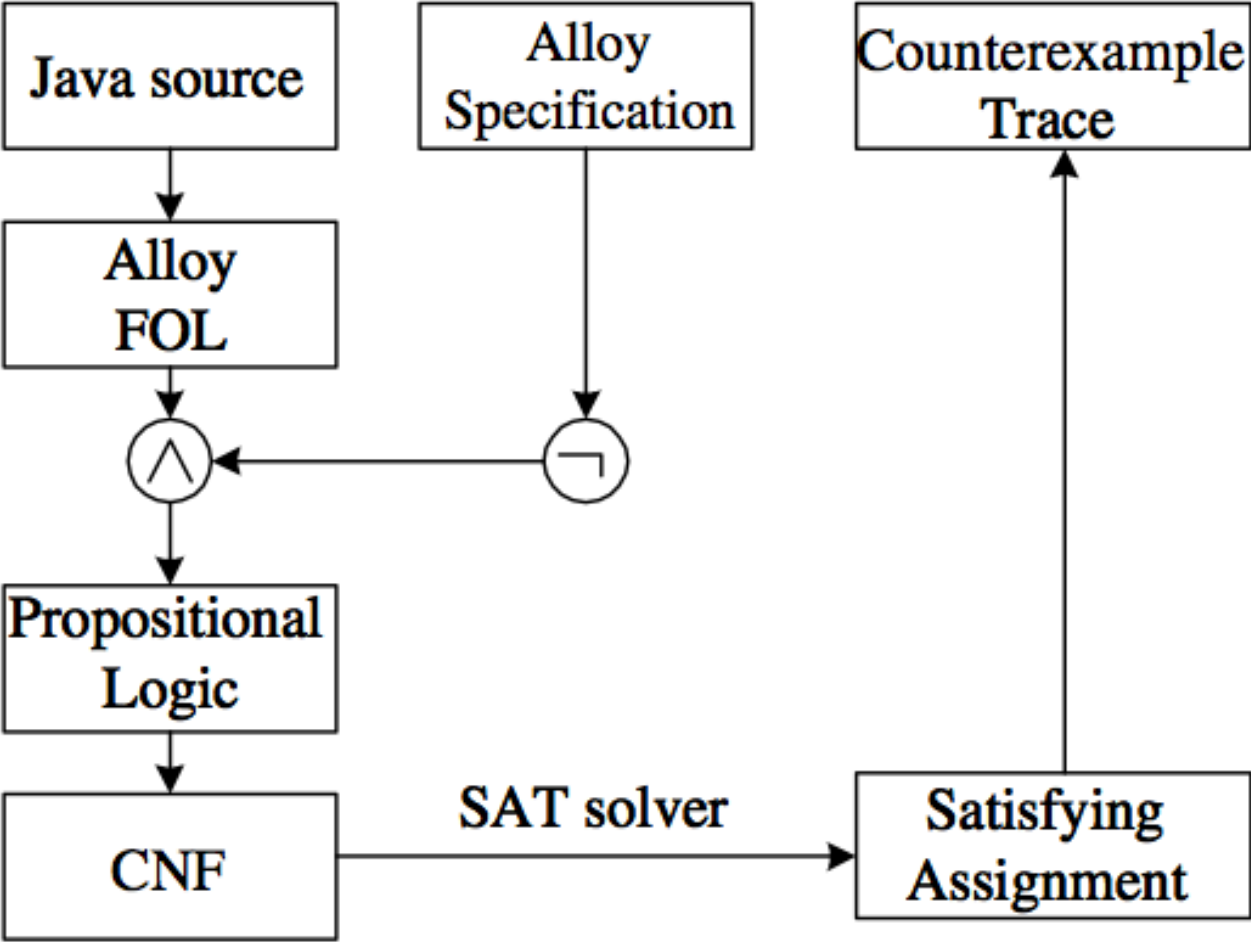 Java source
Alloy
Specification
Counterexample
Trace
Alloy
FOL
∧
¬
Propositional
Logic
CNF
SAT solver
Satisfying
Assignment